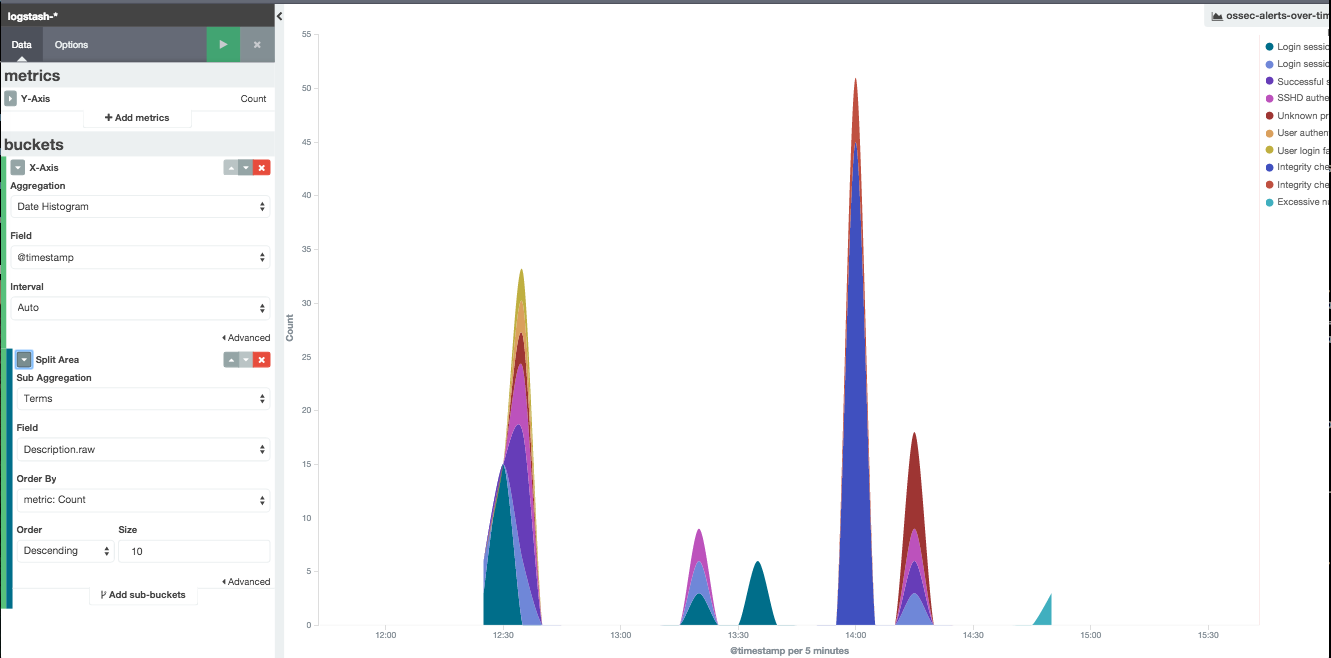 logstash-*
Data Options
metrics
Y-Axis Count
Add metrics
buckets
X-Axis
Aggregation
Date Histogram
Field
@timestamp
Interval
Auto
Advanced
Split Area
Sub Aggregation
Terms
Field
Description.raw
Order By
metric: Count
Order Size
Descending 10
Advanced
Add sub-buckets
ossec-alerts-over-tim
Login sessio
Login sessio
Successful s
SSHD authe
Unknown pr
User authen
User login fa
Integrity che
Integrity che
Excessive nu
55
50
45
40
35
30
25
20
15
10
5
0
Count
12:00 12:30 13:00 13:30 14:00 14:30 15:00 15:30
@timestamp per 5 minutes